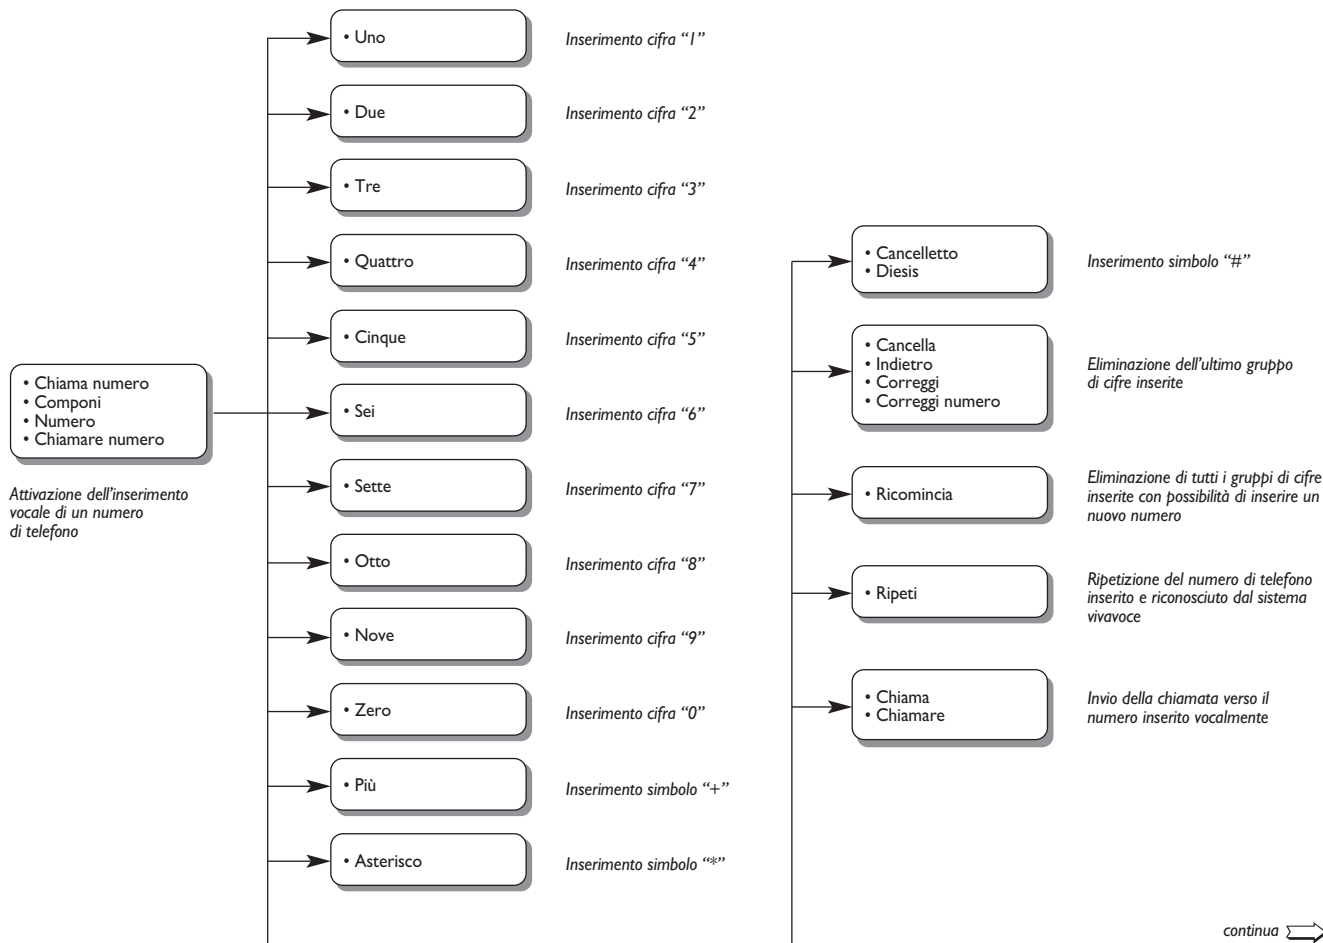 • Chiama numero
• Componi
• Numero
• Chiamare numero
Attivazione dell’inserimento
vocale di un numero
di telefono
• Uno
Inserimento cifra “1”
• Due
Inserimento cifra “2”
• Tre
Inserimento cifra “3”
• Quattro
Inserimento cifra “4”
• Cinque
Inserimento cifra “5”
• Sei
Inserimento cifra “6”
• Sette
Inserimento cifra “7”
• Otto
Inserimento cifra “8”
• Nove
Inserimento cifra “9”
• Zero
Inserimento cifra “0”
• Più
Inserimento simbolo “+”
• Asterisco
Inserimento simbolo “*”
• Cancelletto
• Diesis
Inserimento simbolo “#”
• Cancella
• Indietro
• Correggi
• Correggi numero
Eliminazione dell’ultimo gruppo
di cifre inserite
• Ricomincia
Eliminazione di tutti i gruppi di cifre
inserite con possibilità di inserire un
nuovo numero
• Ripeti
Ripetizione del numero di telefono
inserito e riconosciuto dal sistema
vivavoce
• Chiama
• Chiamare
Invio della chiamata verso il
numero inserito vocalmente
continua